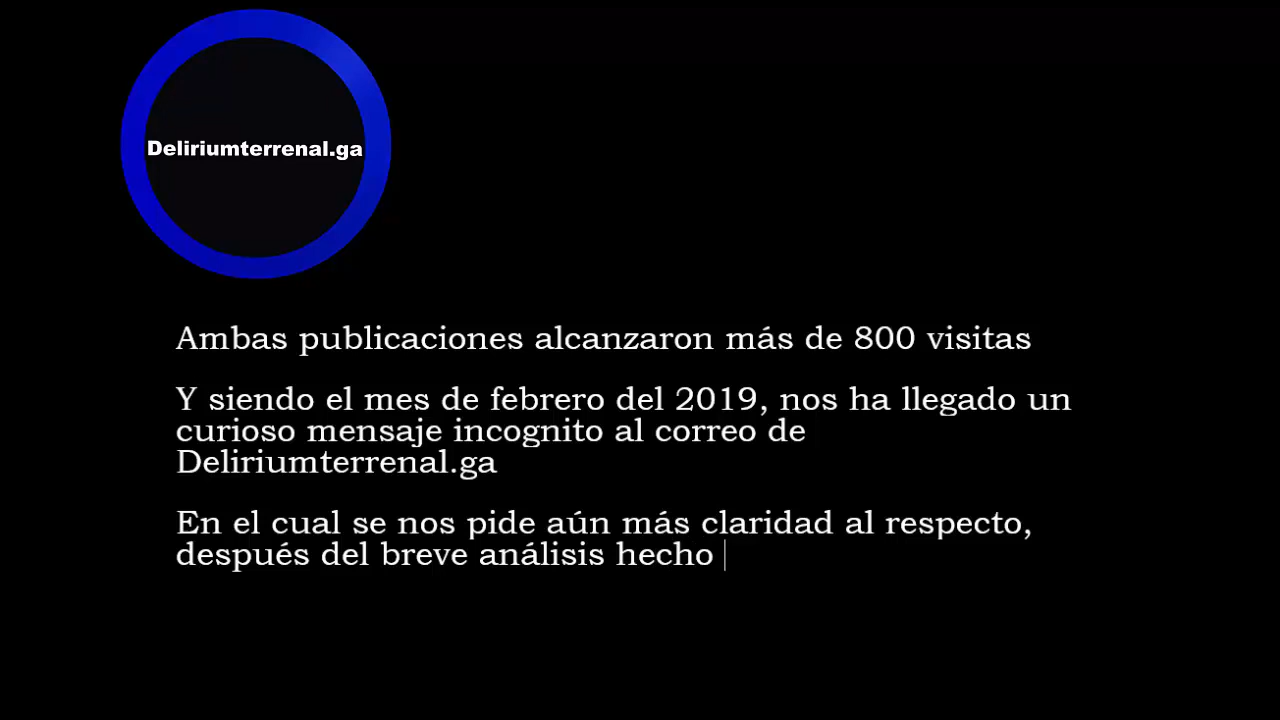 Deliriumterrenal.ga
Ambas publicaciones alcanzaron más de 800 visitas
Y siendo el mes de febrero del 2019, nos ha llegado un
curioso mensaje incognito al correo de
Deliriumterrenal.ga
En el cual se nos pide aún más claridad al respecto,
después del breve análisis hecho